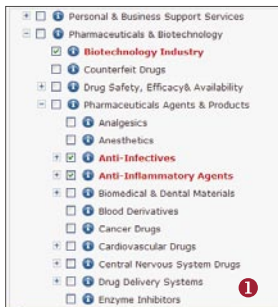 Personal & Business Support Services
Pharmaceuticals & Biotechnology
Biotechnology Industry
Counterfeit Drugs
Drug Safety, Efficacy& Availability
Pharmaceuticals Agents & Products
Analgesics
Anesthetics
Anti-Infectives
Anti-Inflammatory Agents
Biomedical & Dental Materials
Blood Derivatives
Cancer Drugs
Cardiovascular Drugs
Central Nervous System Drugs
Drug Delivery Systems
1
Enzyme Inhibitors